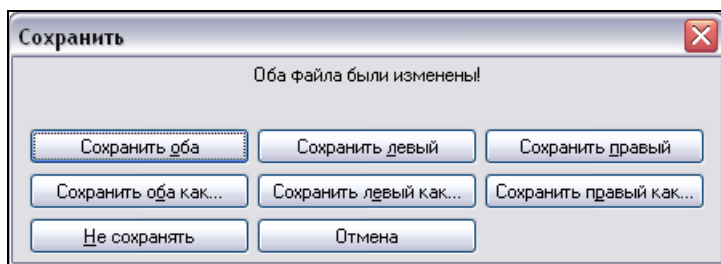 Сохранить
Оба файла были изменены!
Сохранить оба Сохранить левый Сохранить правый
Сохранить оба как... Сохранить левый как... Сохранить правый как...
Не сохранять Отмена